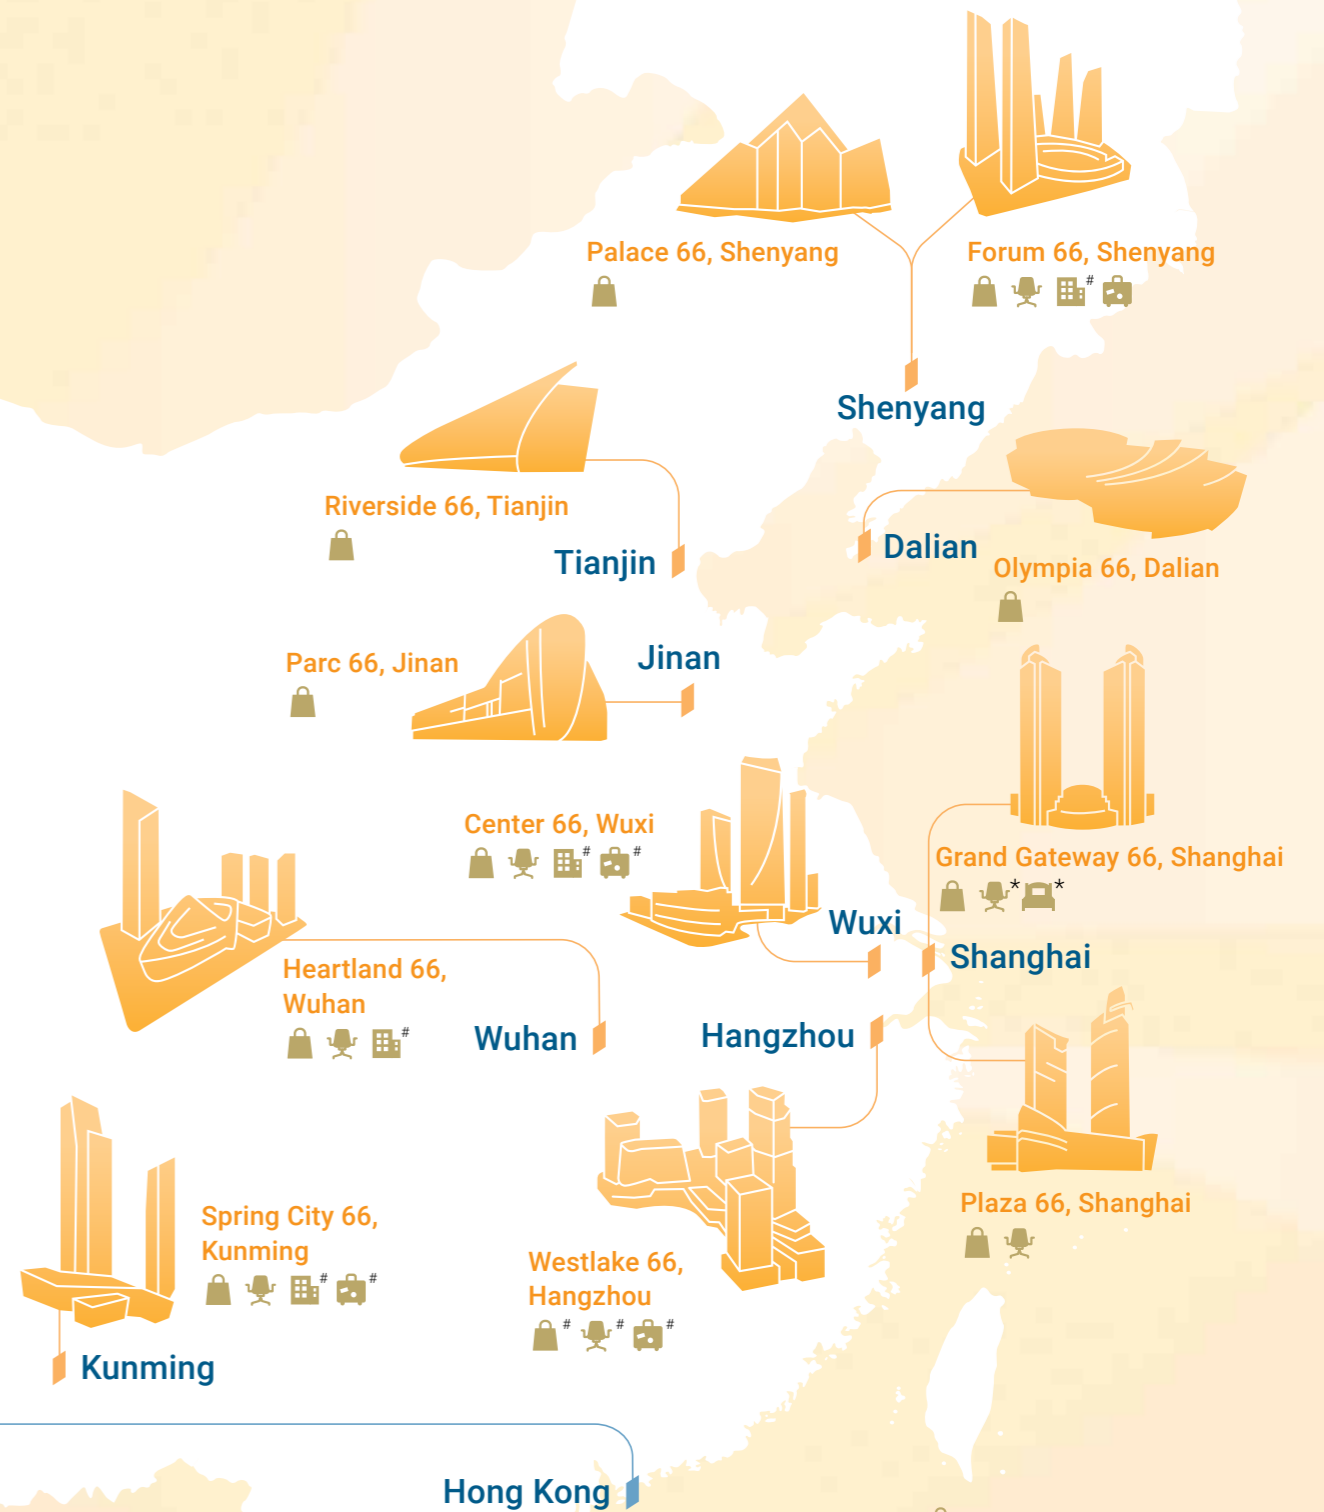 Palace 66, Shenyang
Forum 66, Shenyang
#
Shenyang
Riverside 66, Tianjin
Tianjin
Dalian
Olympia 66, Dalian
Parc 66, Jinan
Jinan
Center 66, Wuxi
# #
Wuxi
Grand Gateway 66, Shanghai
* *
Shanghai
Heartland 66,
Wuhan
#
Wuhan
Hangzhou
Plaza 66, Shanghai
Spring City 66,
Kunming
# #
Westlake 66,
Hangzhou
# # #
Kunming
Hong Kong